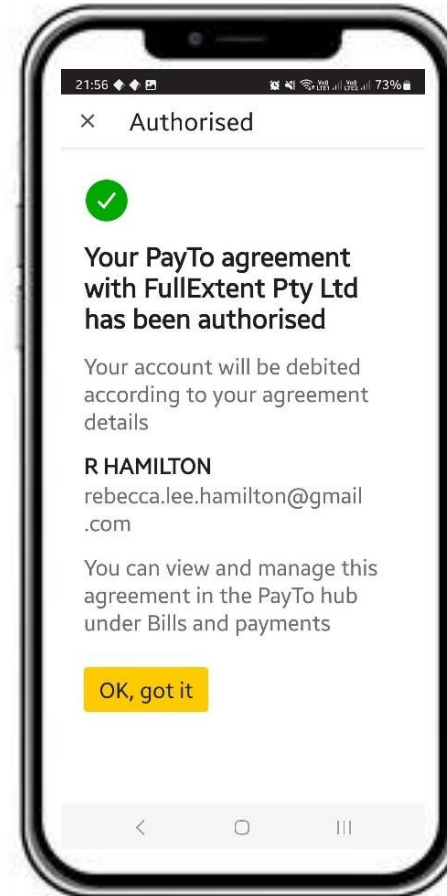 21:56 73%
× Authorised
Your PayTo agreement
with FullExtent Pty Ltd
has been authorised
Your account will be debited
according to your agreement
details
R HAMILTON
rebecca.lee.hamilton@gmail
.com
You can view and manage this
agreement in the PayTo hub
under Bills and payments
OK, got it